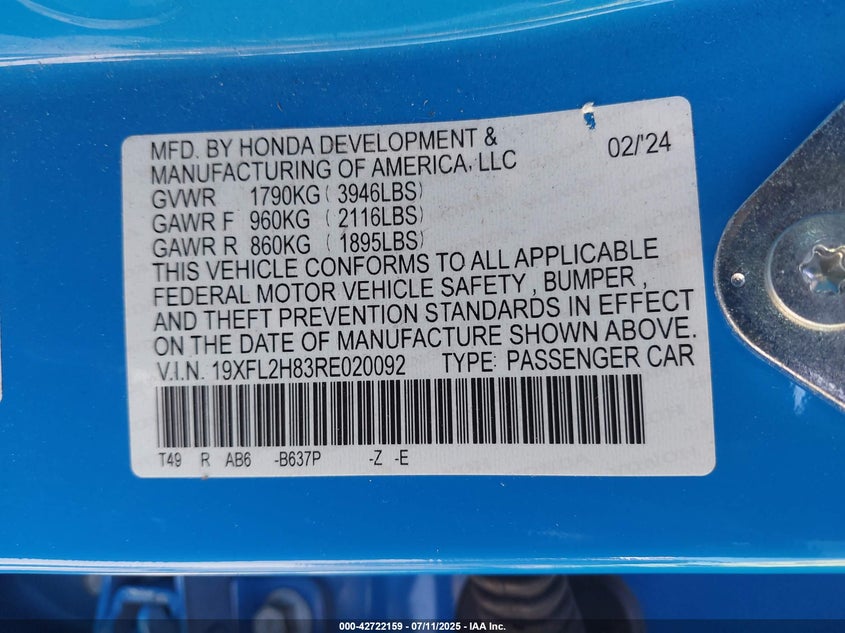 MFD. BY HONDA DEVELOPMENT &
MANUFACTURING OF AMERICA, LLC
02/'24
GVWR 1790KG (3946LBS)
GAWR F 960KG (2116LBS)
GAWR R 860KG (1895LBS)
THIS VEHICLE CONFORMS TO ALL APPLICABLE
FEDERAL MOTOR VEHICLE SAFETY , BUMPER ,
AND THEFT PREVENTION STANDARDS IN EFFECT
ON THE DATE OF MANUFACTURE SHOWN ABOVE.
V.I.N. 19XFL2H83RE020092 TYPE: PASSENGER CAR
T49 R AB6 -B637P -Z -E
000-42722159 - 07/11/2025 - IAA Inc.